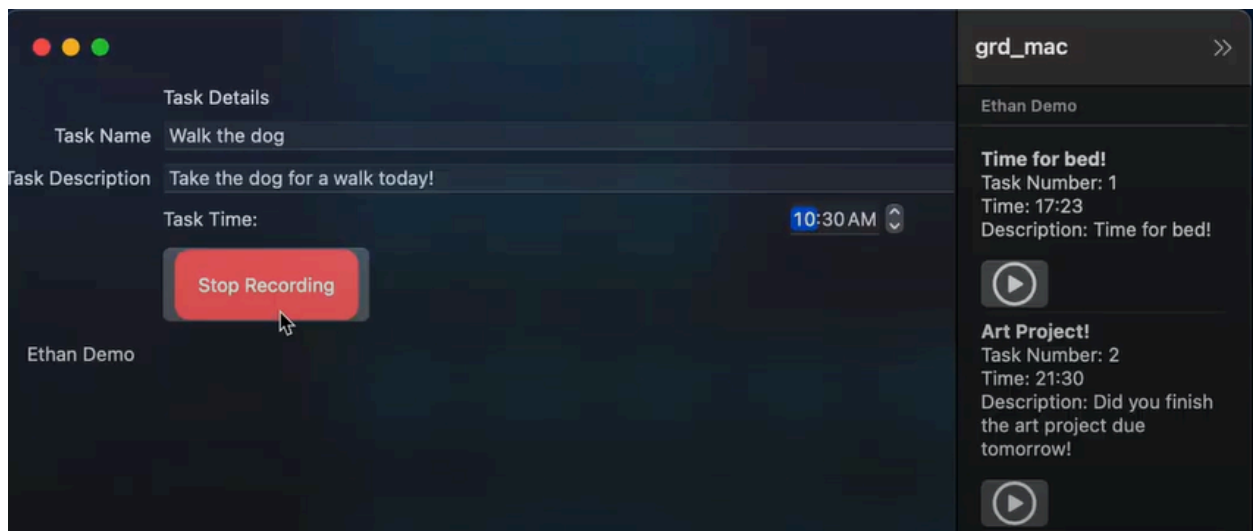 Task Details
Task Name Walk the dog
Task Description Take the dog for a walk today!
Task Time: 10:30 AM
Stop Recording
Ethan Demo
grd_mac
Ethan Demo
Time for bed!
Task Number: 1
Time: 17:23
Description: Time for bed!
Art Project!
Task Number: 2
Time: 21:30
Description: Did you finish
the art project due
tomorrow!